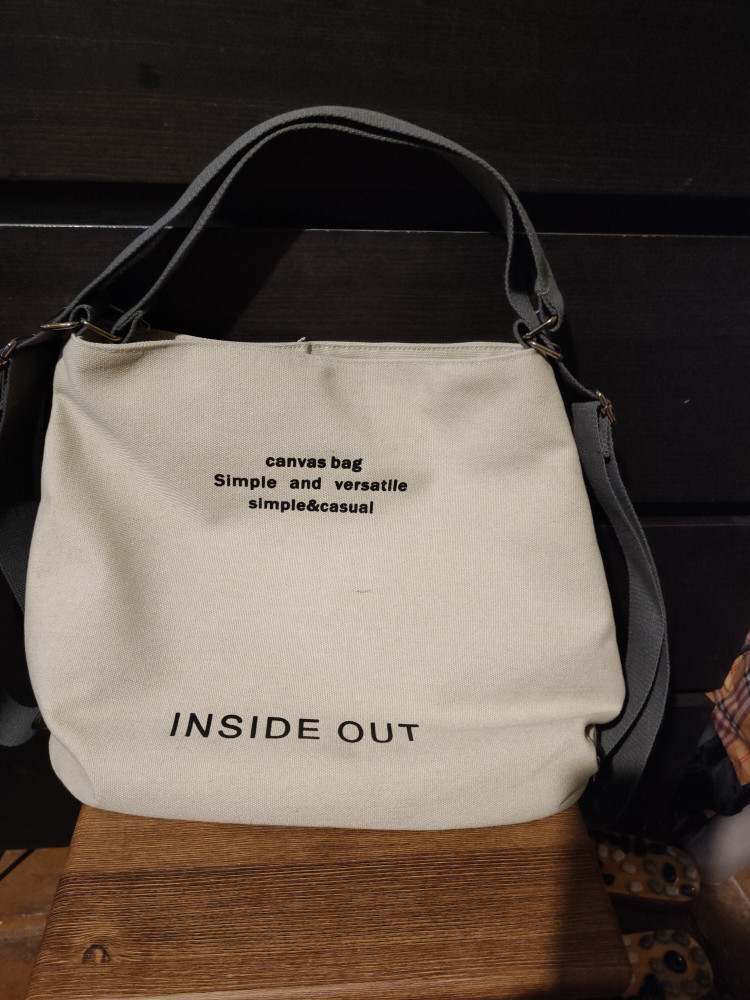 canvas bag
Simple and versatile
simple&casual
INSIDE OUT